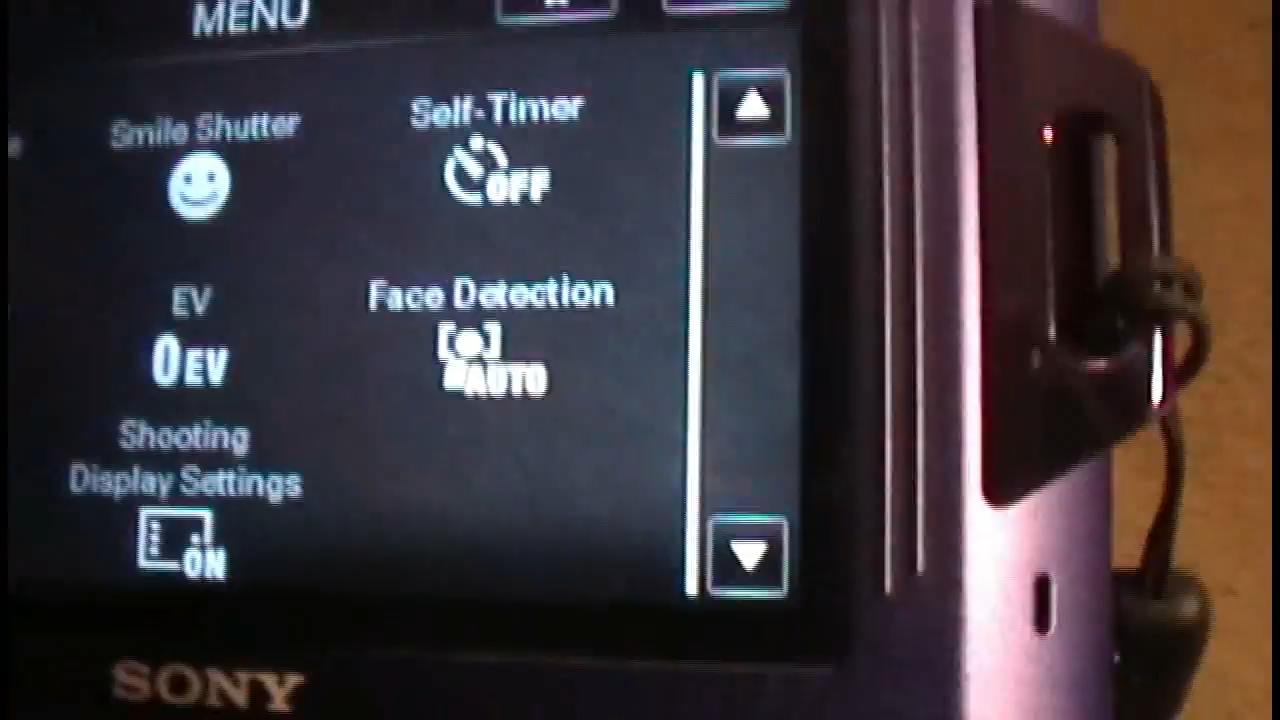 MENU
Smile Shutter
Self-Timer
OFF
EV
0EV
Face Detection
AUTO
Shooting
Display Settings
ON
SONY